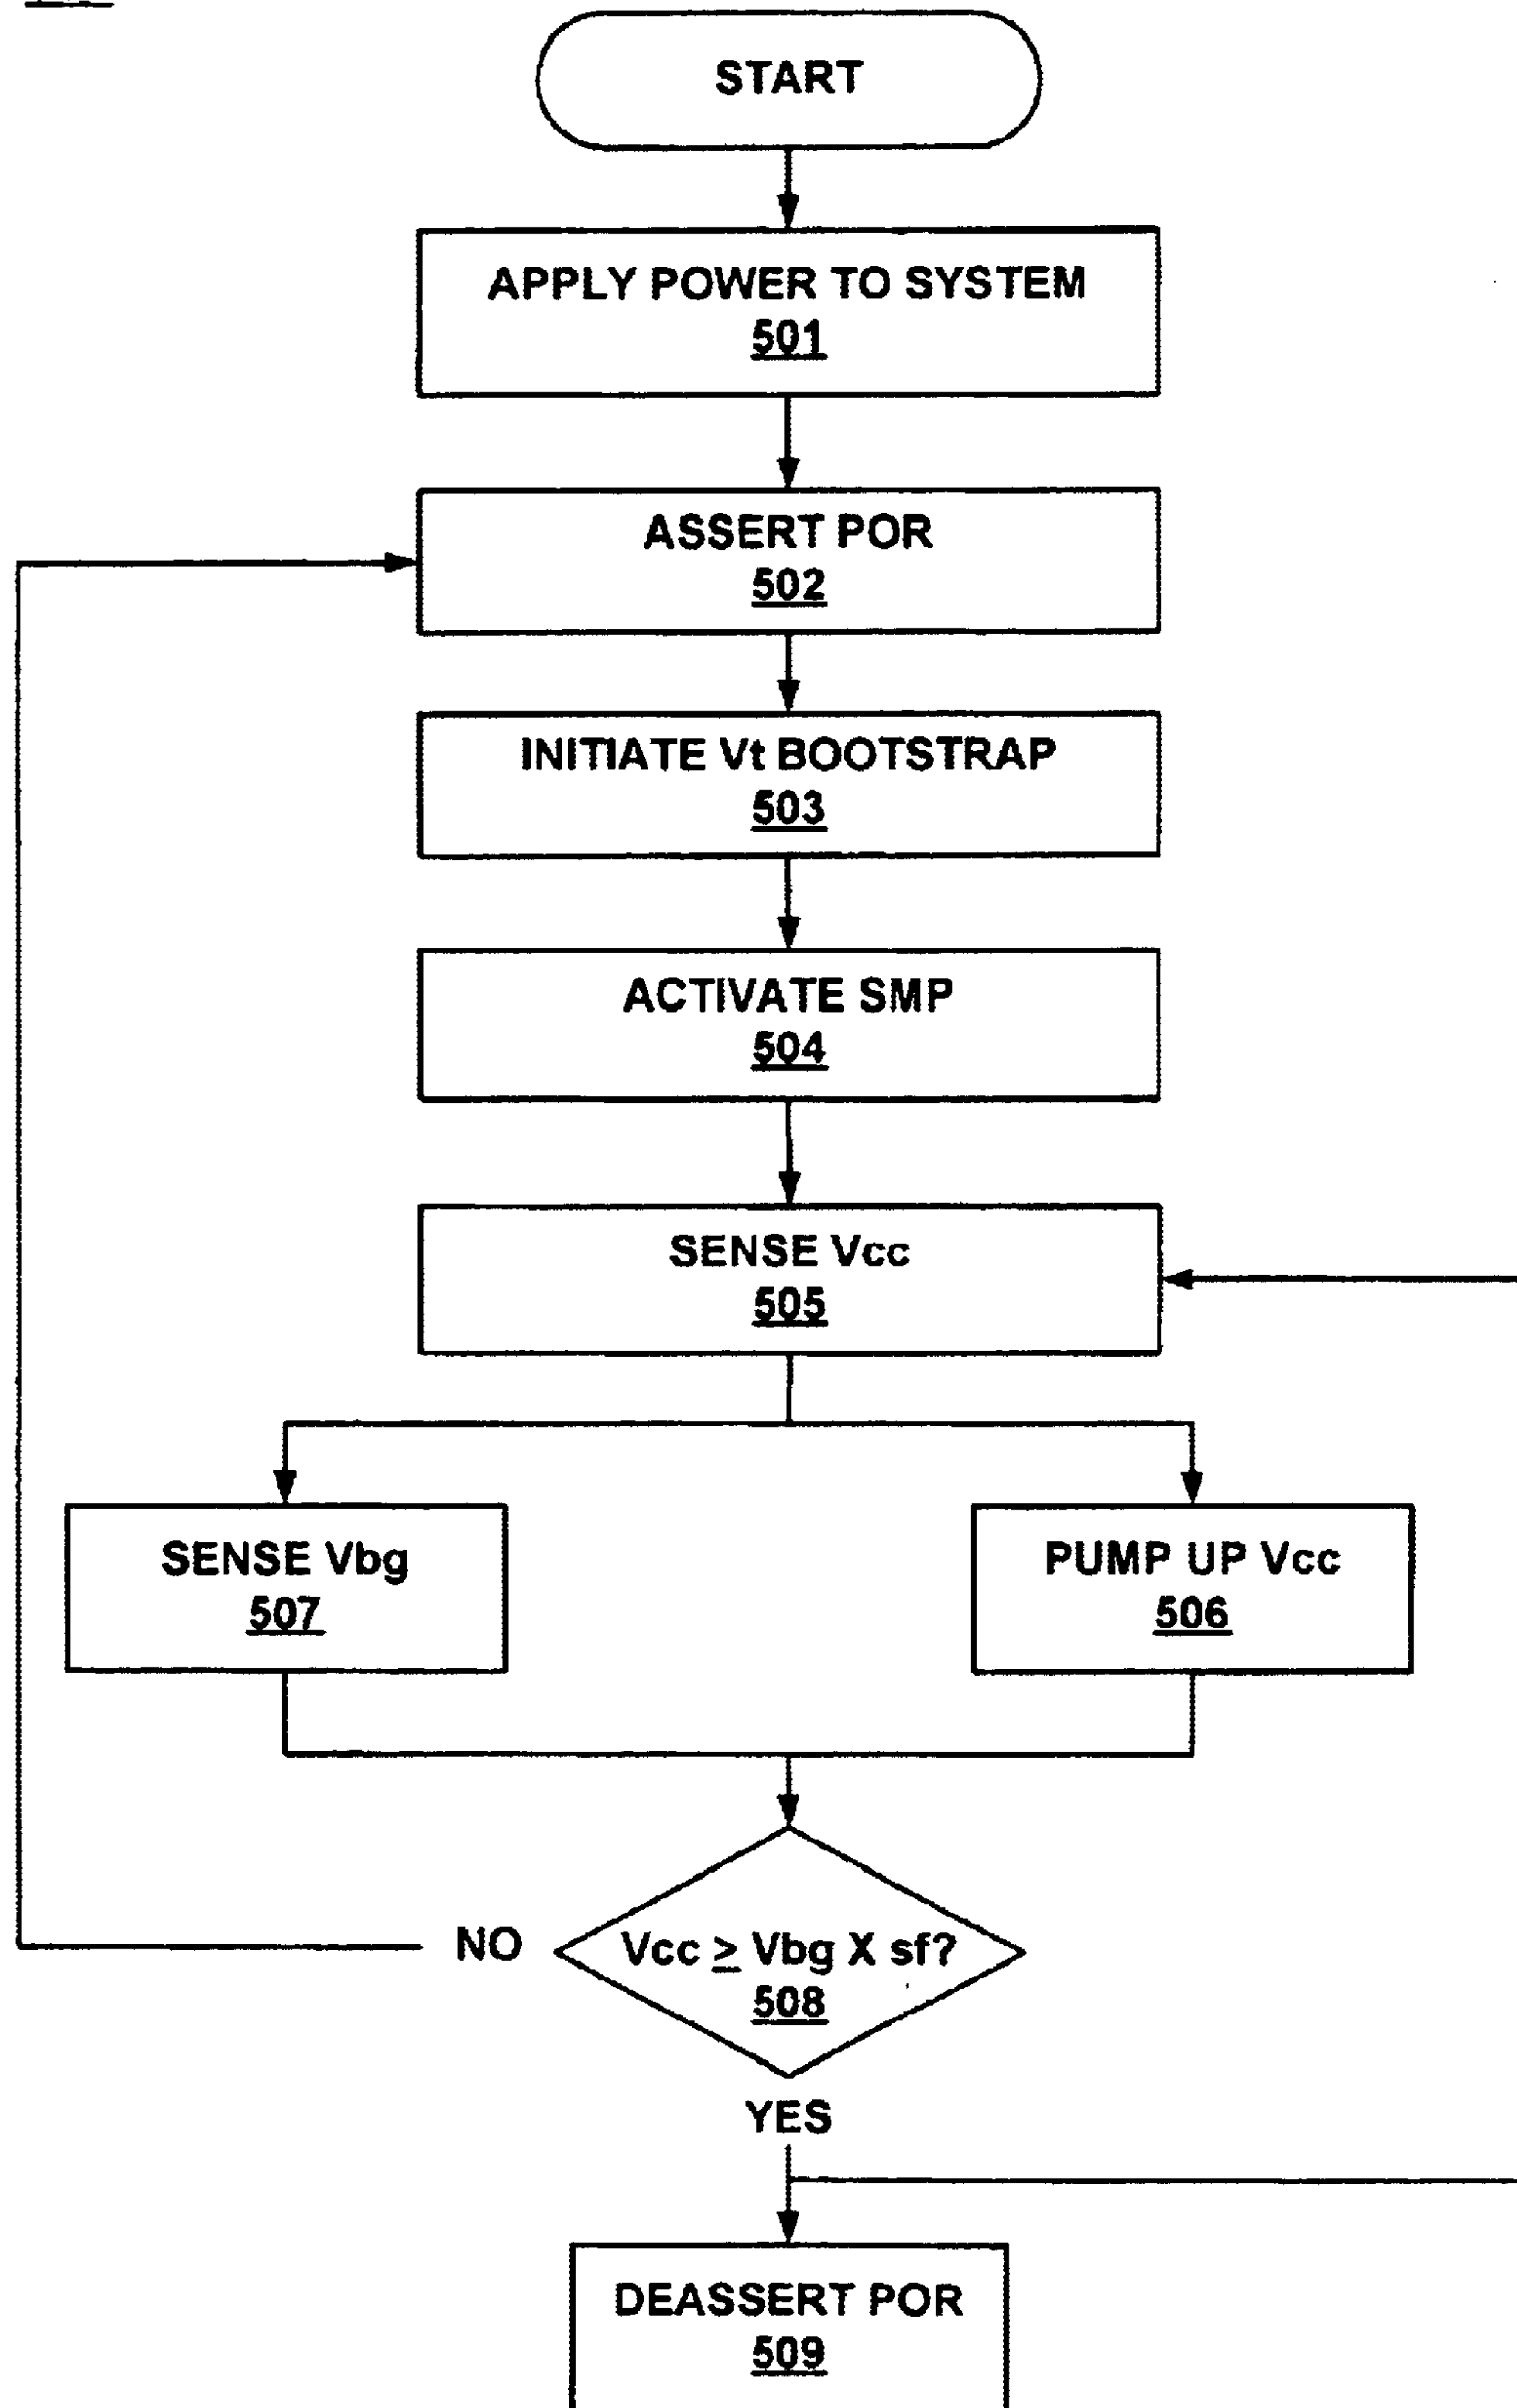 START
APPLY POWER TO SYSTEM
501
ASSERT POR
502
INITIATE Vt BOOTSTRAP
503
ACTIVATE SMP
504
SENSE Vcc
505
SENSE Vbg
507
PUMP UP Vcc
506
NO
Vcc ≥ Vbg X sf?
508
YES
DEASSERT POR
509